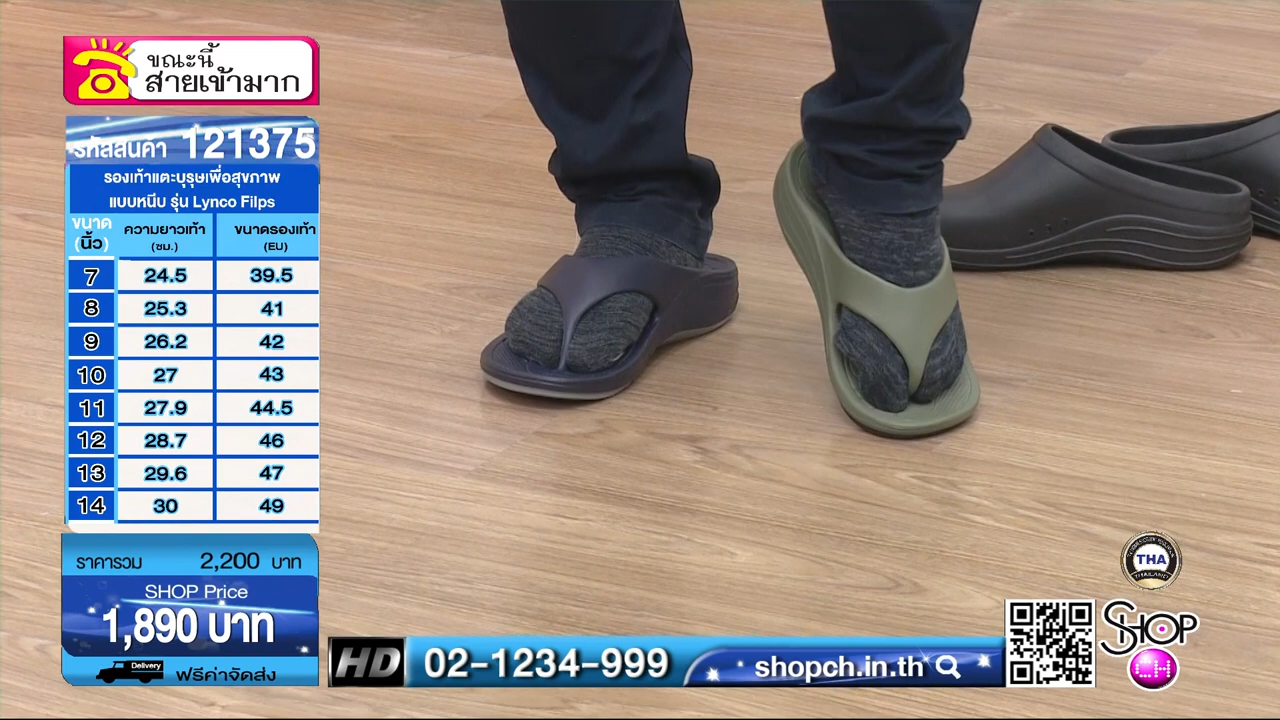 ขณะนี้
สายเข้ามาก
รหัสสินค้า 121375
รองเท้าแตะบุรุษเพื่อสุขภาพ
แบบหนีบ รุ่น Lynco Filps
ขนาด (นิ้ว) ความยาวเท้า (ซม.) ขนาดรองเท้า (EU)
7 24.5 39.5
8 25.3 41
9 26.2 42
10 27 43
11 27.9 44.5
12 28.7 46
13 29.6 47
14 30 49
ราคารวม 2,200 บาท
SHOP Price
1,890 บาท
Delivery ฟรีค่าจัดส่ง
HD 02-1234-999 shopch.in.th
THA
THAILAND
SHOP
CH